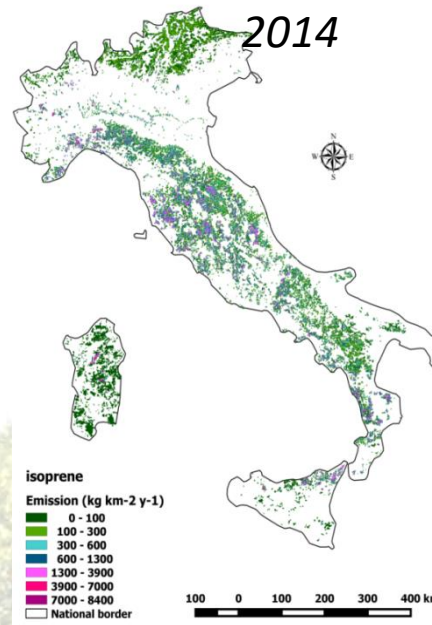 2014
N
W E
S
isoprene
Emission (kg km-2 y-1)
0 - 100
100 - 300
300 - 600
600 - 1300
1300 - 3900
3900 - 7000
7000 - 8400
National border
100 0 100 200 300 400 km